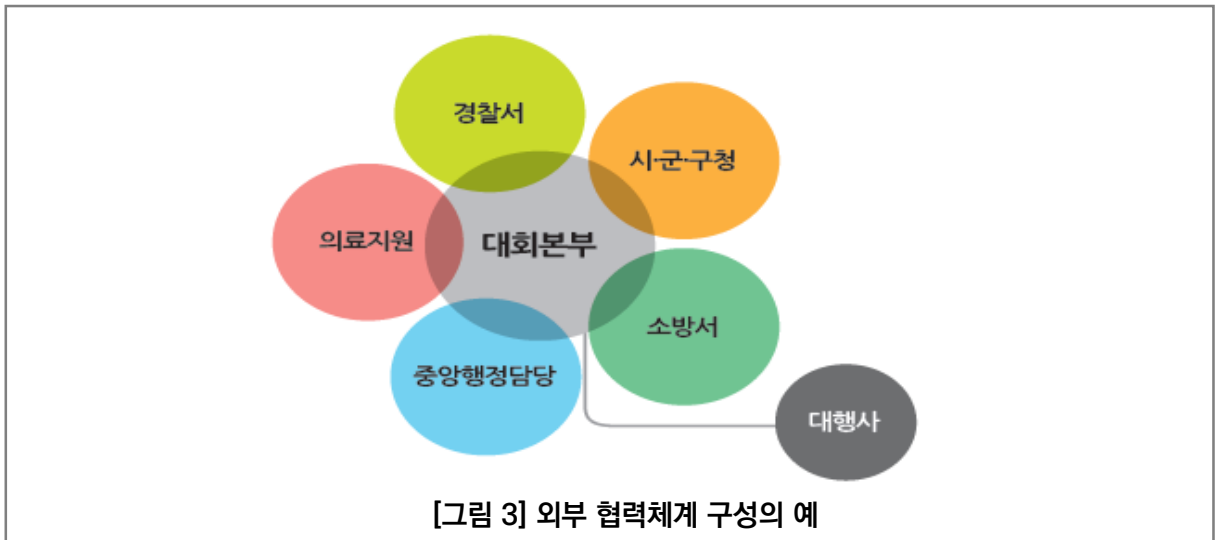 경찰서
시·군·구청
의료지원
대회본부
소방서
중앙행정담당
대행사
[그림 3] 외부 협력체계 구성의 예